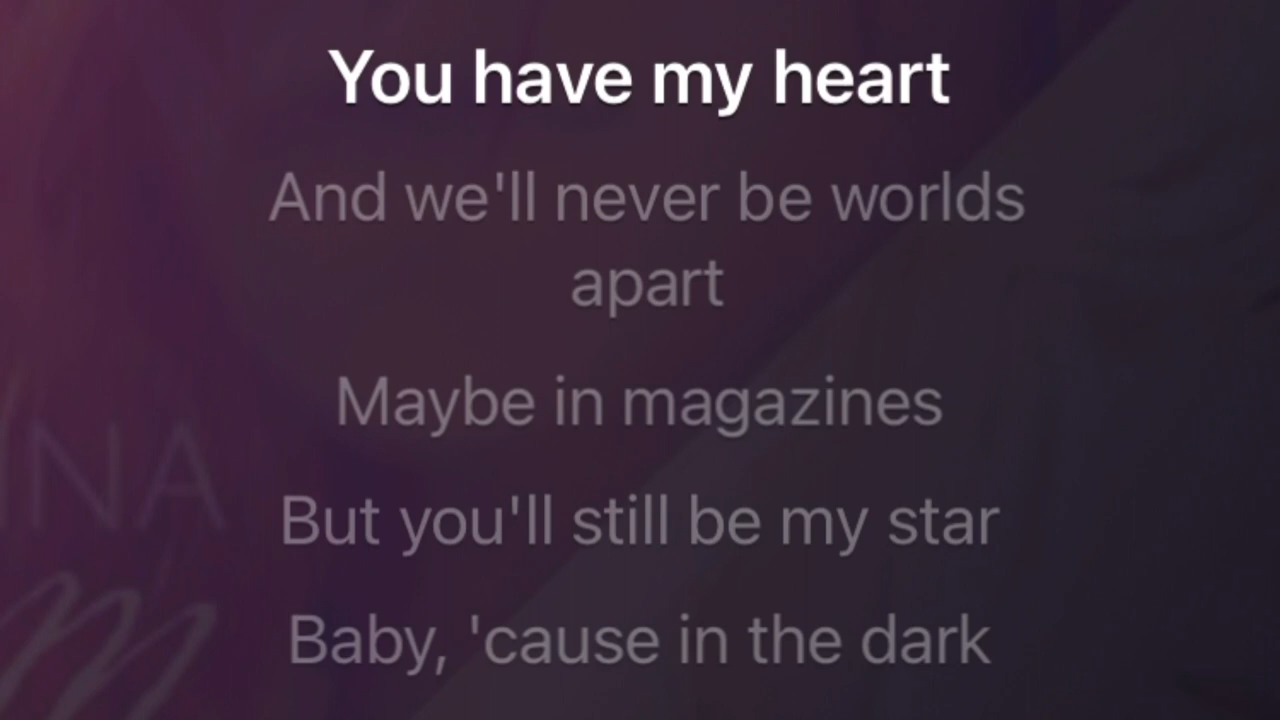 You have my heart
And we'll never be worlds
apart
Maybe in magazines
But you'll still be my star
Baby, 'cause in the dark
INA
m